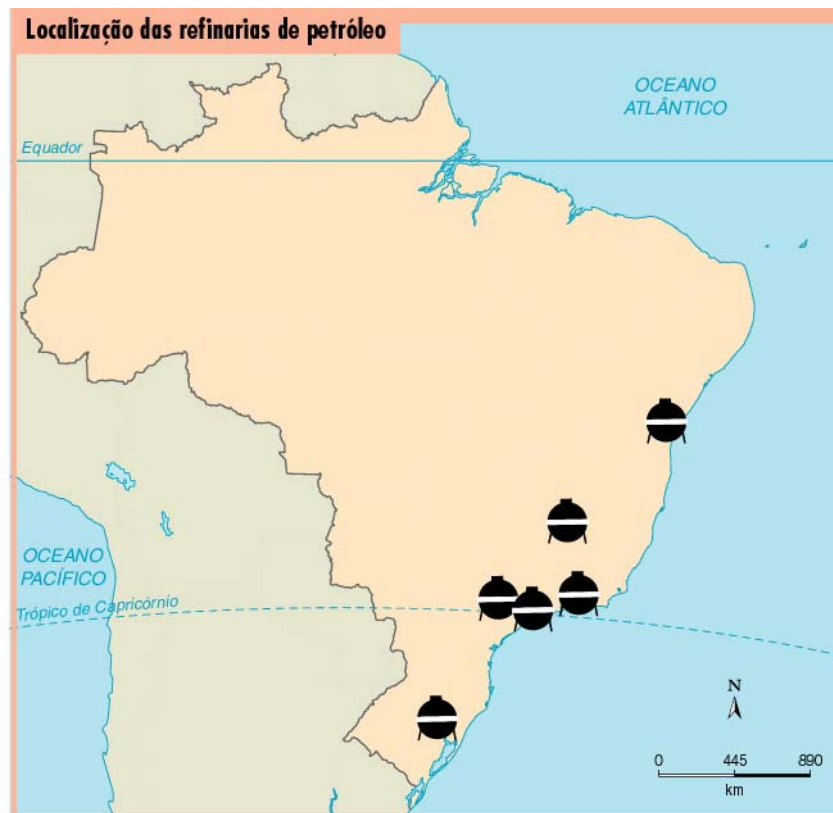 Localização das refinarias de petróleo
OCEANO
ATLÂNTICO
Equador
OCEANO
PACÍFICO
Trópico de Capricórnio
N
0 445 890
km